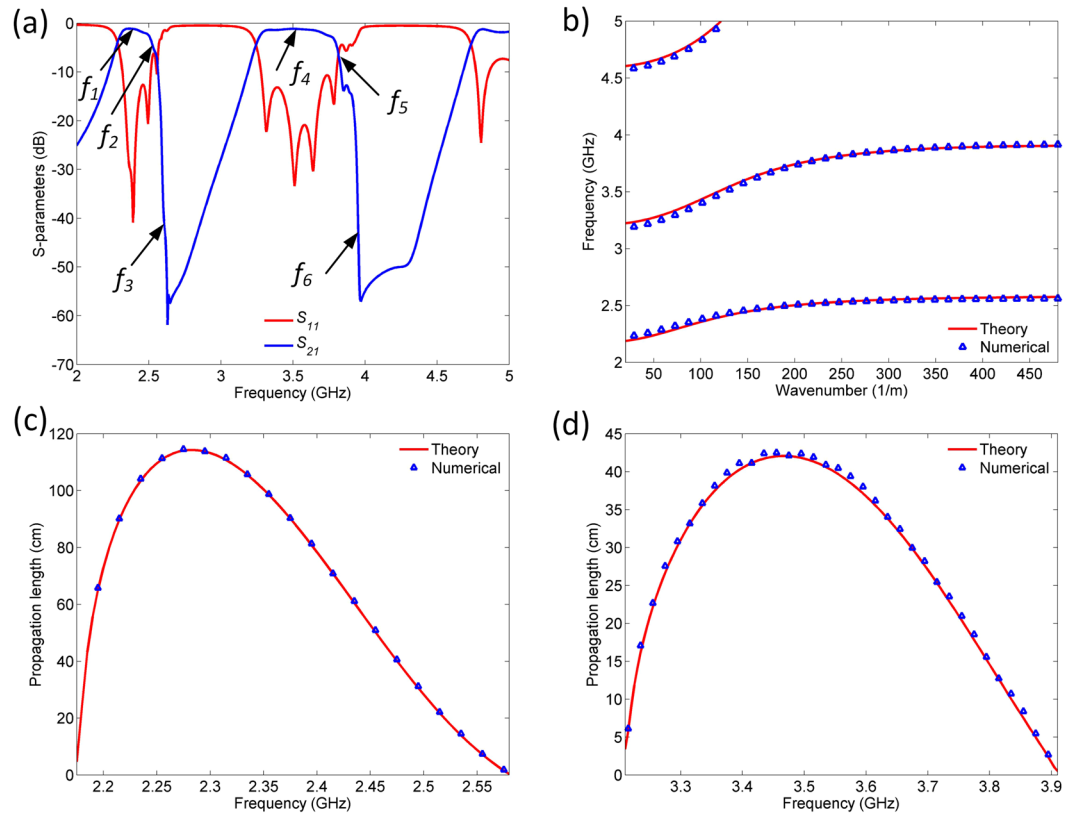 (a)
0
-10
-20
-30
-40
-50
-60
-70
S-parameters (dB)
f1
f2
f3
f4
f5
f6
S11
S21
2 2.5 3 3.5 4 4.5 5
Frequency (GHz)
(b)
5
4.5
4
3.5
3
2.5
2
Frequency (GHz)
Theory
Numerical
50 100 150 200 250 300 350 400 450
Wavenumber (1/m)
(c)
120
100
80
60
40
20
0
Propagation length (cm)
Theory
Numerical
2.2 2.25 2.3 2.35 2.4 2.45 2.5 2.55
Frequency (GHz)
(d)
45
40
35
30
25
20
15
10
5
0
Propagation length (cm)
Theory
Numerical
3.3 3.4 3.5 3.6 3.7 3.8 3.9
Frequency (GHz)